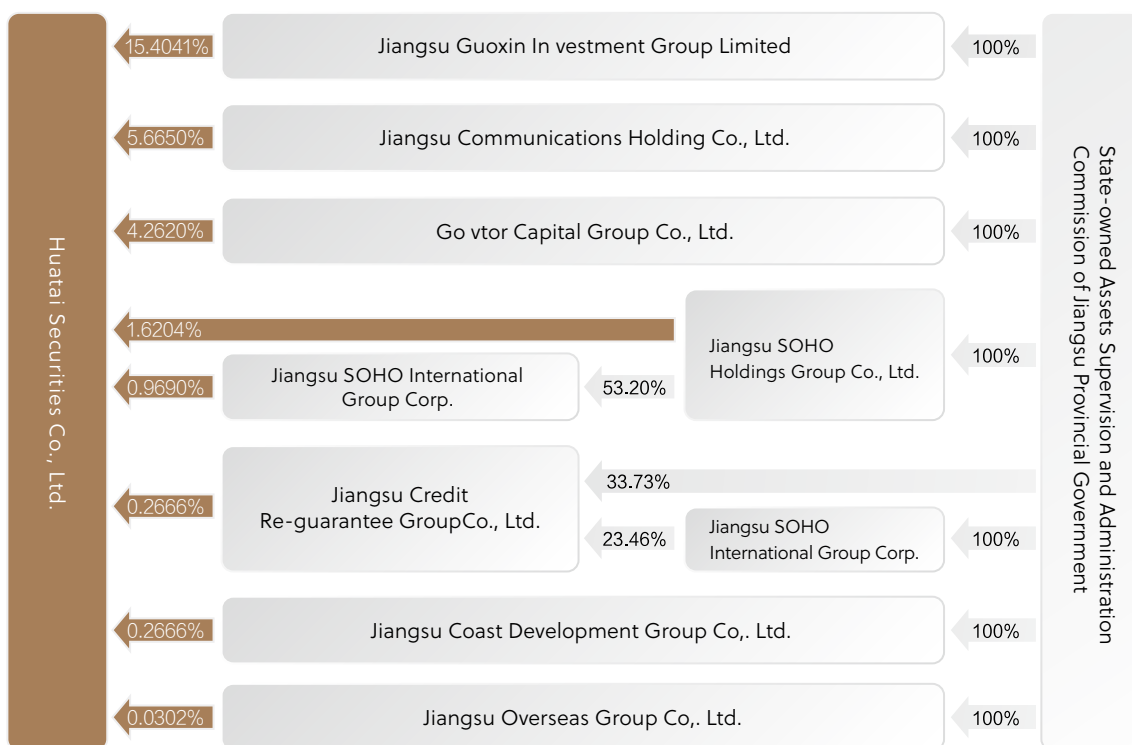 Huatai Securities Co., Ltd.
15.4041%
Jiangsu Guoxin In vestment Group Limited
100%
5.6650%
Jiangsu Communications Holding Co., Ltd.
100%
4.2620%
Go vtor Capital Group Co., Ltd.
100%
1.6204%
Jiangsu SOHO
Holdings Group Co., Ltd.
100%
0.9690%
Jiangsu SOHO International
Group Corp.
53.20%
0.2666%
Jiangsu Credit
Re-guarantee GroupCo., Ltd.
33.73%
23.46%
Jiangsu SOHO
International Group Corp.
100%
0.2666%
Jiangsu Coast Development Group Co,. Ltd.
100%
0.0302%
Jiangsu Overseas Group Co,. Ltd.
100%
State-owned Assets Supervision and Administration
Commission of Jiangsu Provincial Government